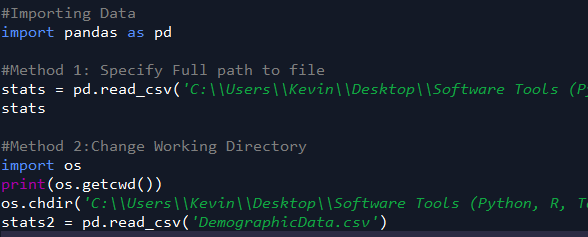 #Importing Data
import pandas as pd
#Method 1: Specify Full path to file
stats = pd.read_csv('C:\\Users\\Kevin\\Desktop\\Software Tools (Py
stats
#Method 2:Change Working Directory
import os
print(os.getcwd())
os.chdir('C:\\Users\\Kevin\\Desktop\\Software Tools (Python, R, T
stats2 = pd.read_csv('DemographicData.csv')